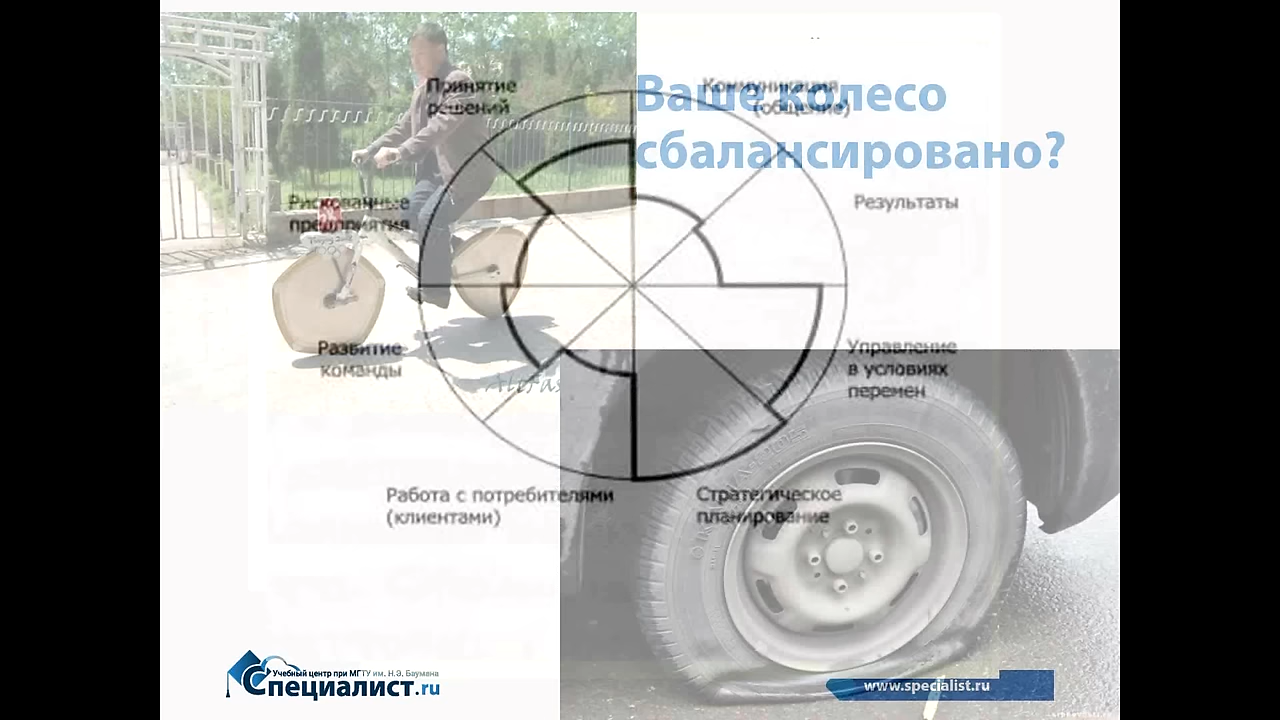 Ваше колесо
сбалансировано?
Принятие
решений
Коммуникация
(общение)
Рискованные
предприятия
Результаты
Развитие
команды
Управление
в условиях
перемен
Работа с потребителями
(клиентами)
Стратегическое
планирование
Учебный центр при МГТУ им. Н.Э. Баумана
Специалист.ru
www.specialist.ru